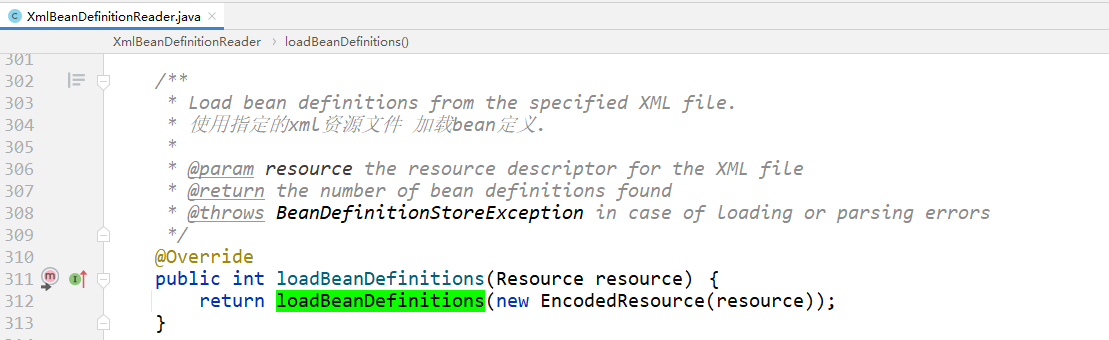 XmlBeanDefinitionReader.java
XmlBeanDefinitionReader > loadBeanDefinitions()
301
302 /**
303 * Load bean definitions from the specified XML file.
304 * 使用指定的xml资源文件 加载bean定义.
305 *
306 * @param resource the resource descriptor for the XML file
307 * @return the number of bean definitions found
308 * @throws BeanDefinitionStoreException in case of loading or parsing errors
309 */
310 @Override
311 public int loadBeanDefinitions(Resource resource) {
312 return loadBeanDefinitions(new EncodedResource(resource));
313 }